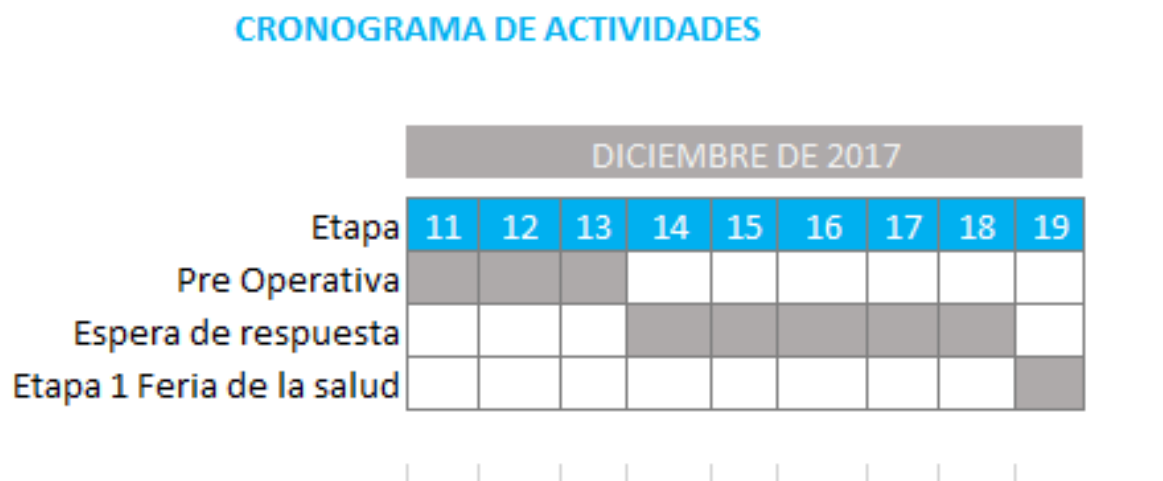 CRONOGRAMA DE ACTIVIDADES
DICIEMBRE DE 2017
Etapa 11 12 13 14 15 16 17 18 19
Pre Operativa
Espera de respuesta
Etapa 1 Feria de la salud